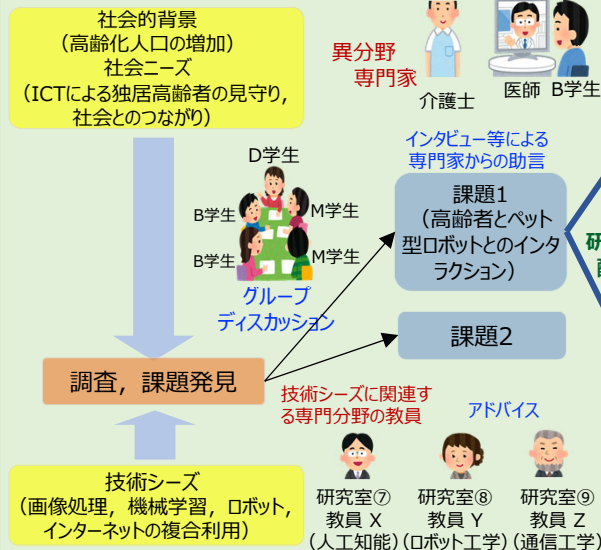 社会的背景
(高齢化人口の増加)
社会ニーズ
(ICTによる独居高齢者の見守り,
社会とのつながり)
異分野
専門家
介護士
医師 B学生
D学生
B学生
M学生
B学生
M学生
グループ
ディスカッション
インタビュー等による
専門家からの助言
課題1
(高齢者とペット
型ロボットとのインタ
ラクション)
研
課題2
調査, 課題発見
技術シーズに関連す
る専門分野の教員
アドバイス
技術シーズ
(画像処理, 機械学習, ロボット,
インターネットの複合利用)
研究室⑦
教員 X
(人工知能)
研究室⑧
教員 Y
(ロボット工学)
研究室⑨
教員 Z
(通信工学)